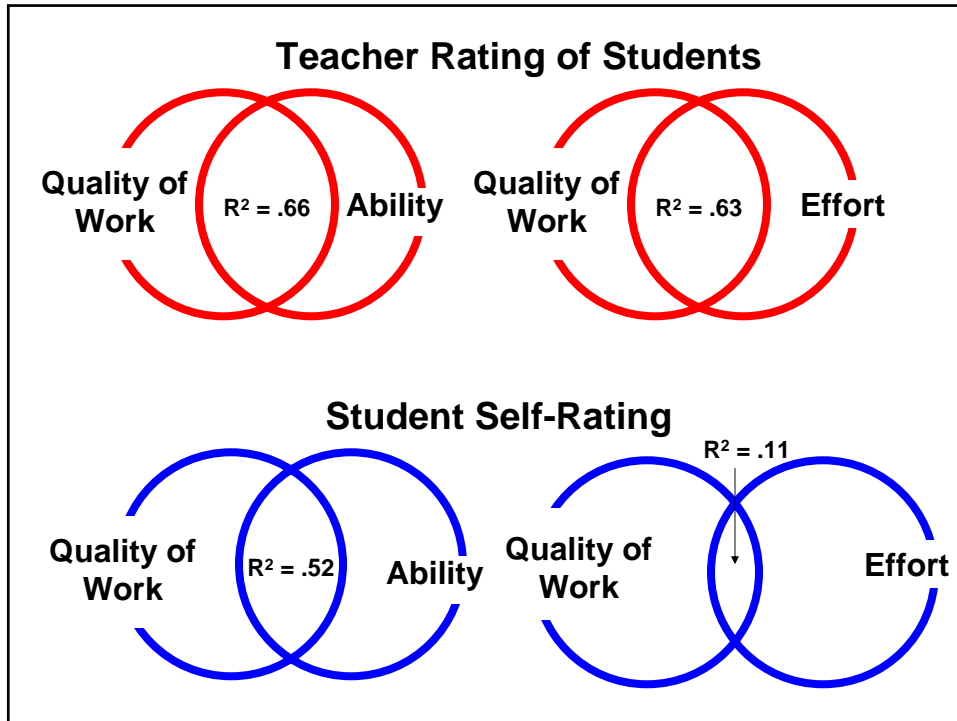 Teacher Rating of Students
Quality of
Work
R² = .66
Ability
Quality of
Work
R² = .63
Effort
Student Self-Rating
R² = .11
Quality of
Work
R² = .52
Ability
Quality of
Work
Effort